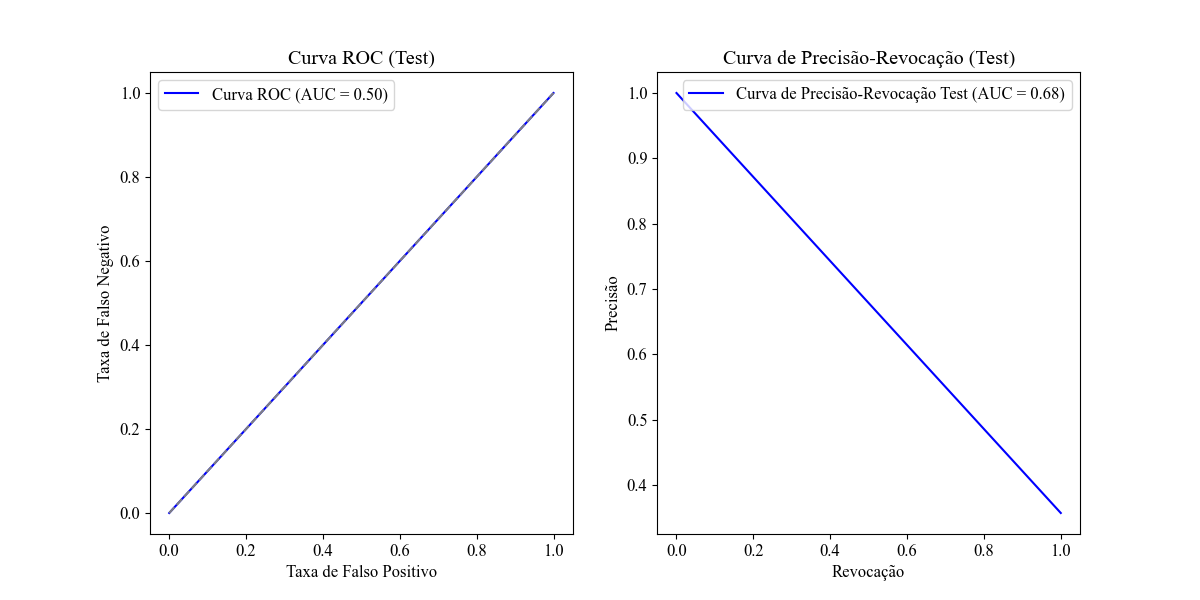 Curva ROC (Test)
Curva ROC (AUC = 0.50)
1.0
0.8
0.6
0.4
0.2
0.0
Taxa de Falso Negativo
0.0 0.2 0.4 0.6 0.8 1.0
Taxa de Falso Positivo
Curva de Precisão-Revocação (Test)
Curva de Precisão-Revocação Test (AUC = 0.68)
1.0
0.9
0.8
0.7
0.6
0.5
0.4
Precisão
0.0 0.2 0.4 0.6 0.8 1.0
Revocação